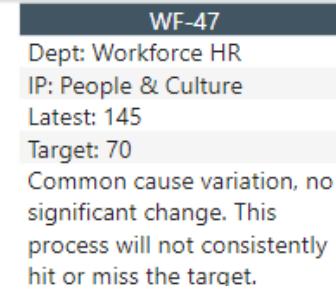 WF-47
Dept: Workforce HR
IP: People & Culture
Latest: 145
Target: 70
Common cause variation, no
significant change. This
process will not consistently
hit or miss the target.